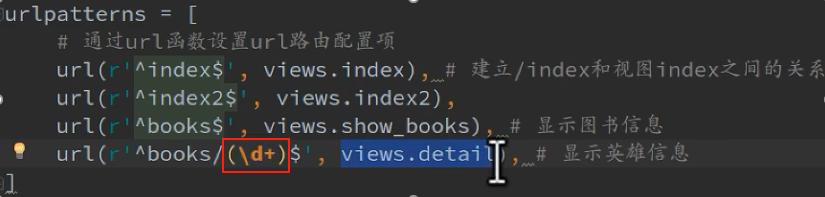 urlpatterns = [
# 通过url函数设置url路由配置项
url(r'^index$', views.index), # 建立/index和视图index之间的关系
url(r'^index2$', views.index2),
url(r'^books$', views.show_books), # 显示图书信息
url(r'^books/(\d+)$', views.detail), # 显示英雄信息
]